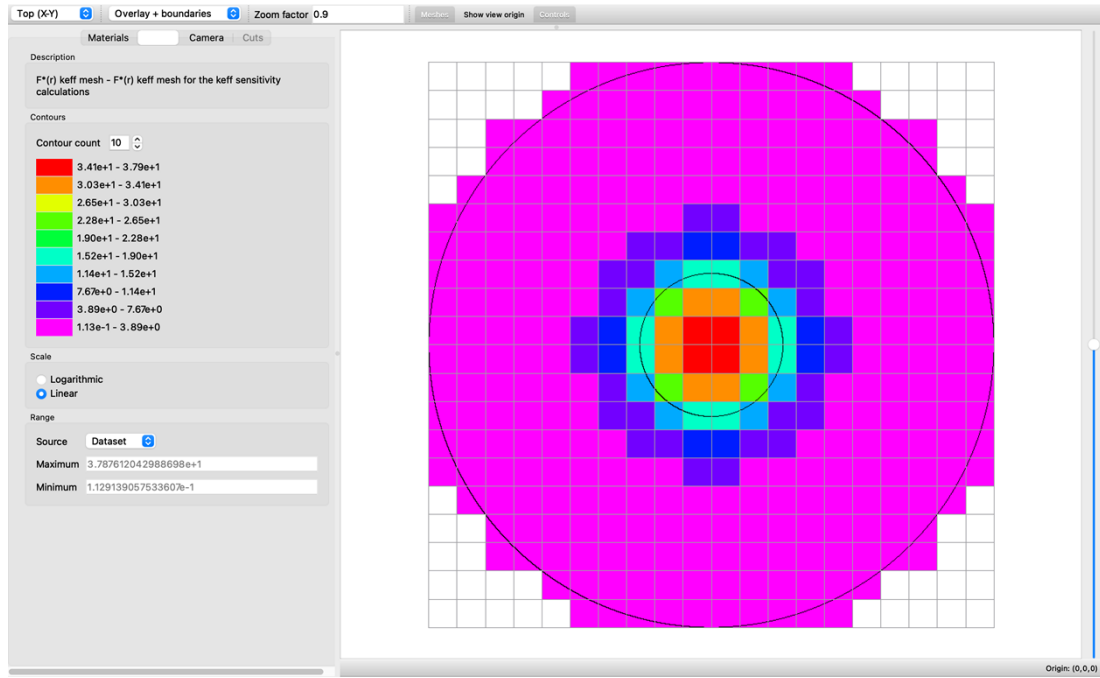 Top (X-Y) Overlay + boundaries Zoom factor 0.9 Meshes Show view origin Controls
Materials Camera Cuts
Description
F*(r) keff mesh - F*(r) keff mesh for the keff sensitivity
calculations
Contours
Contour count 10
3.41e+1 - 3.79e+1
3.03e+1 - 3.41e+1
2.65e+1 - 3.03e+1
2.28e+1 - 2.65e+1
1.90e+1 - 2.28e+1
1.52e+1 - 1.90e+1
1.14e+1 - 1.52e+1
7.67e+0 - 1.14e+1
3.89e+0 - 7.67e+0
1.13e-1 - 3.89e+0
Scale
Logarithmic
Linear
Range
Source Dataset
Maximum 3.787612042988698e+1
Minimum 1.129139057533607e-1
Origin: (0,0,0)